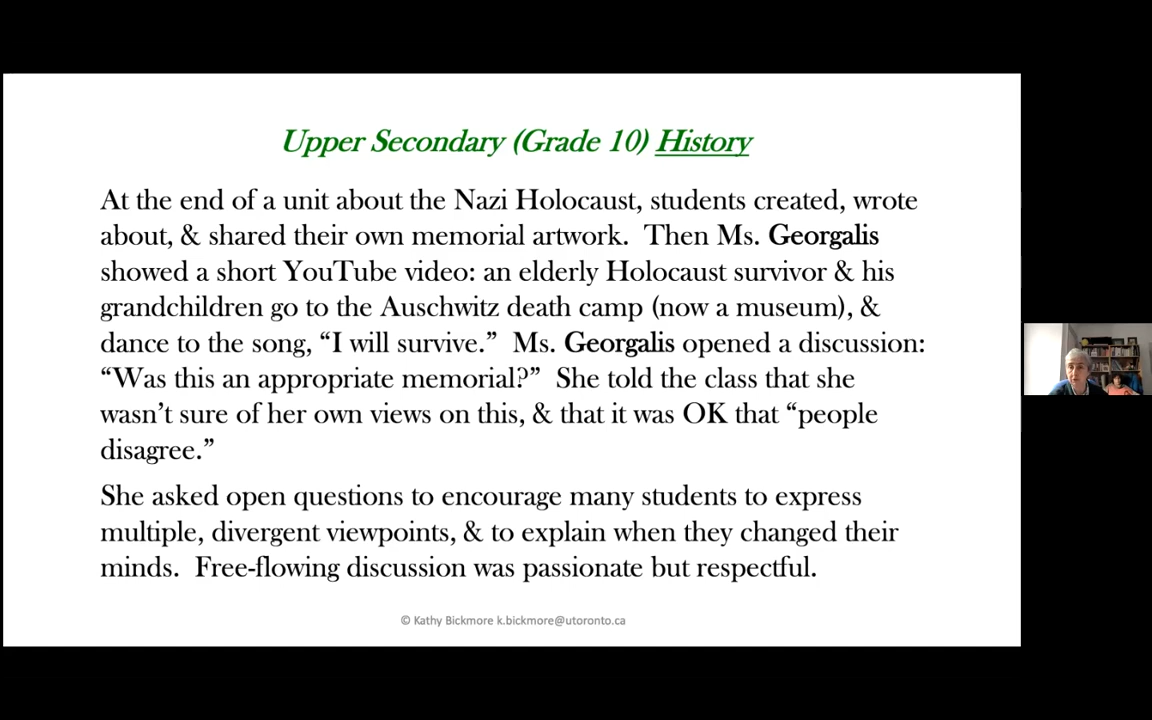 Upper Secondary (Grade 10) History
At the end of a unit about the Nazi Holocaust, students created, wrote
about, & shared their own memorial artwork.  Then Ms. Georgalis
showed a short YouTube video: an elderly Holocaust survivor & his
grandchildren go to the Auschwitz death camp (now a museum), &
dance to the song, “I will survive.”  Ms. Georgalis opened a discussion:
“Was this an appropriate memorial?”  She told the class that she
wasn’t sure of her own views on this, & that it was OK that “people
disagree.”
She asked open questions to encourage many students to express
multiple, divergent viewpoints, & to explain when they changed their
minds.  Free-flowing discussion was passionate but respectful.
© Kathy Bickmore k.bickmore@utoronto.ca